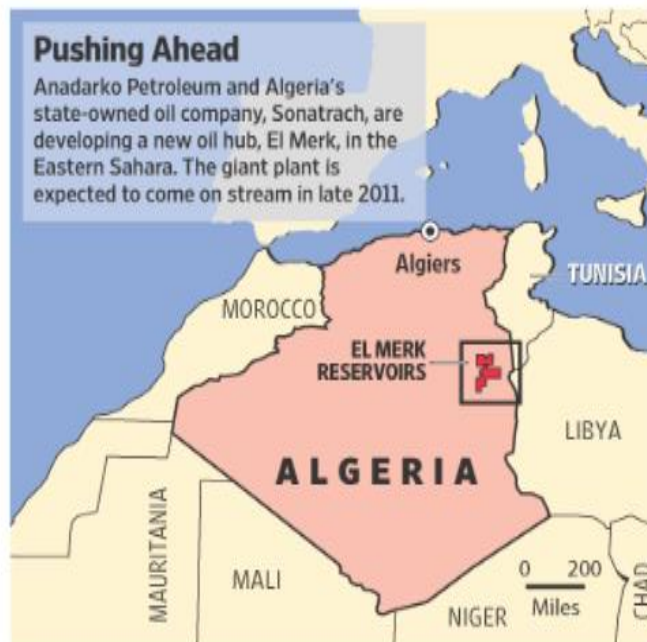 Pushing Ahead
Anadarko Petroleum and Algeria's
state-owned oil company, Sonatrach, are
developing a new oil hub, El Merk, in the
Eastern Sahara. The giant plant is
expected to come on stream in late 2011.
Algiers
TUNISIA
MOROCCO
EL MERK
RESERVOIRS
LIBYA
ALGERIA
MAURITANIA
MALI
NIGER
CHAD
0 200
Miles